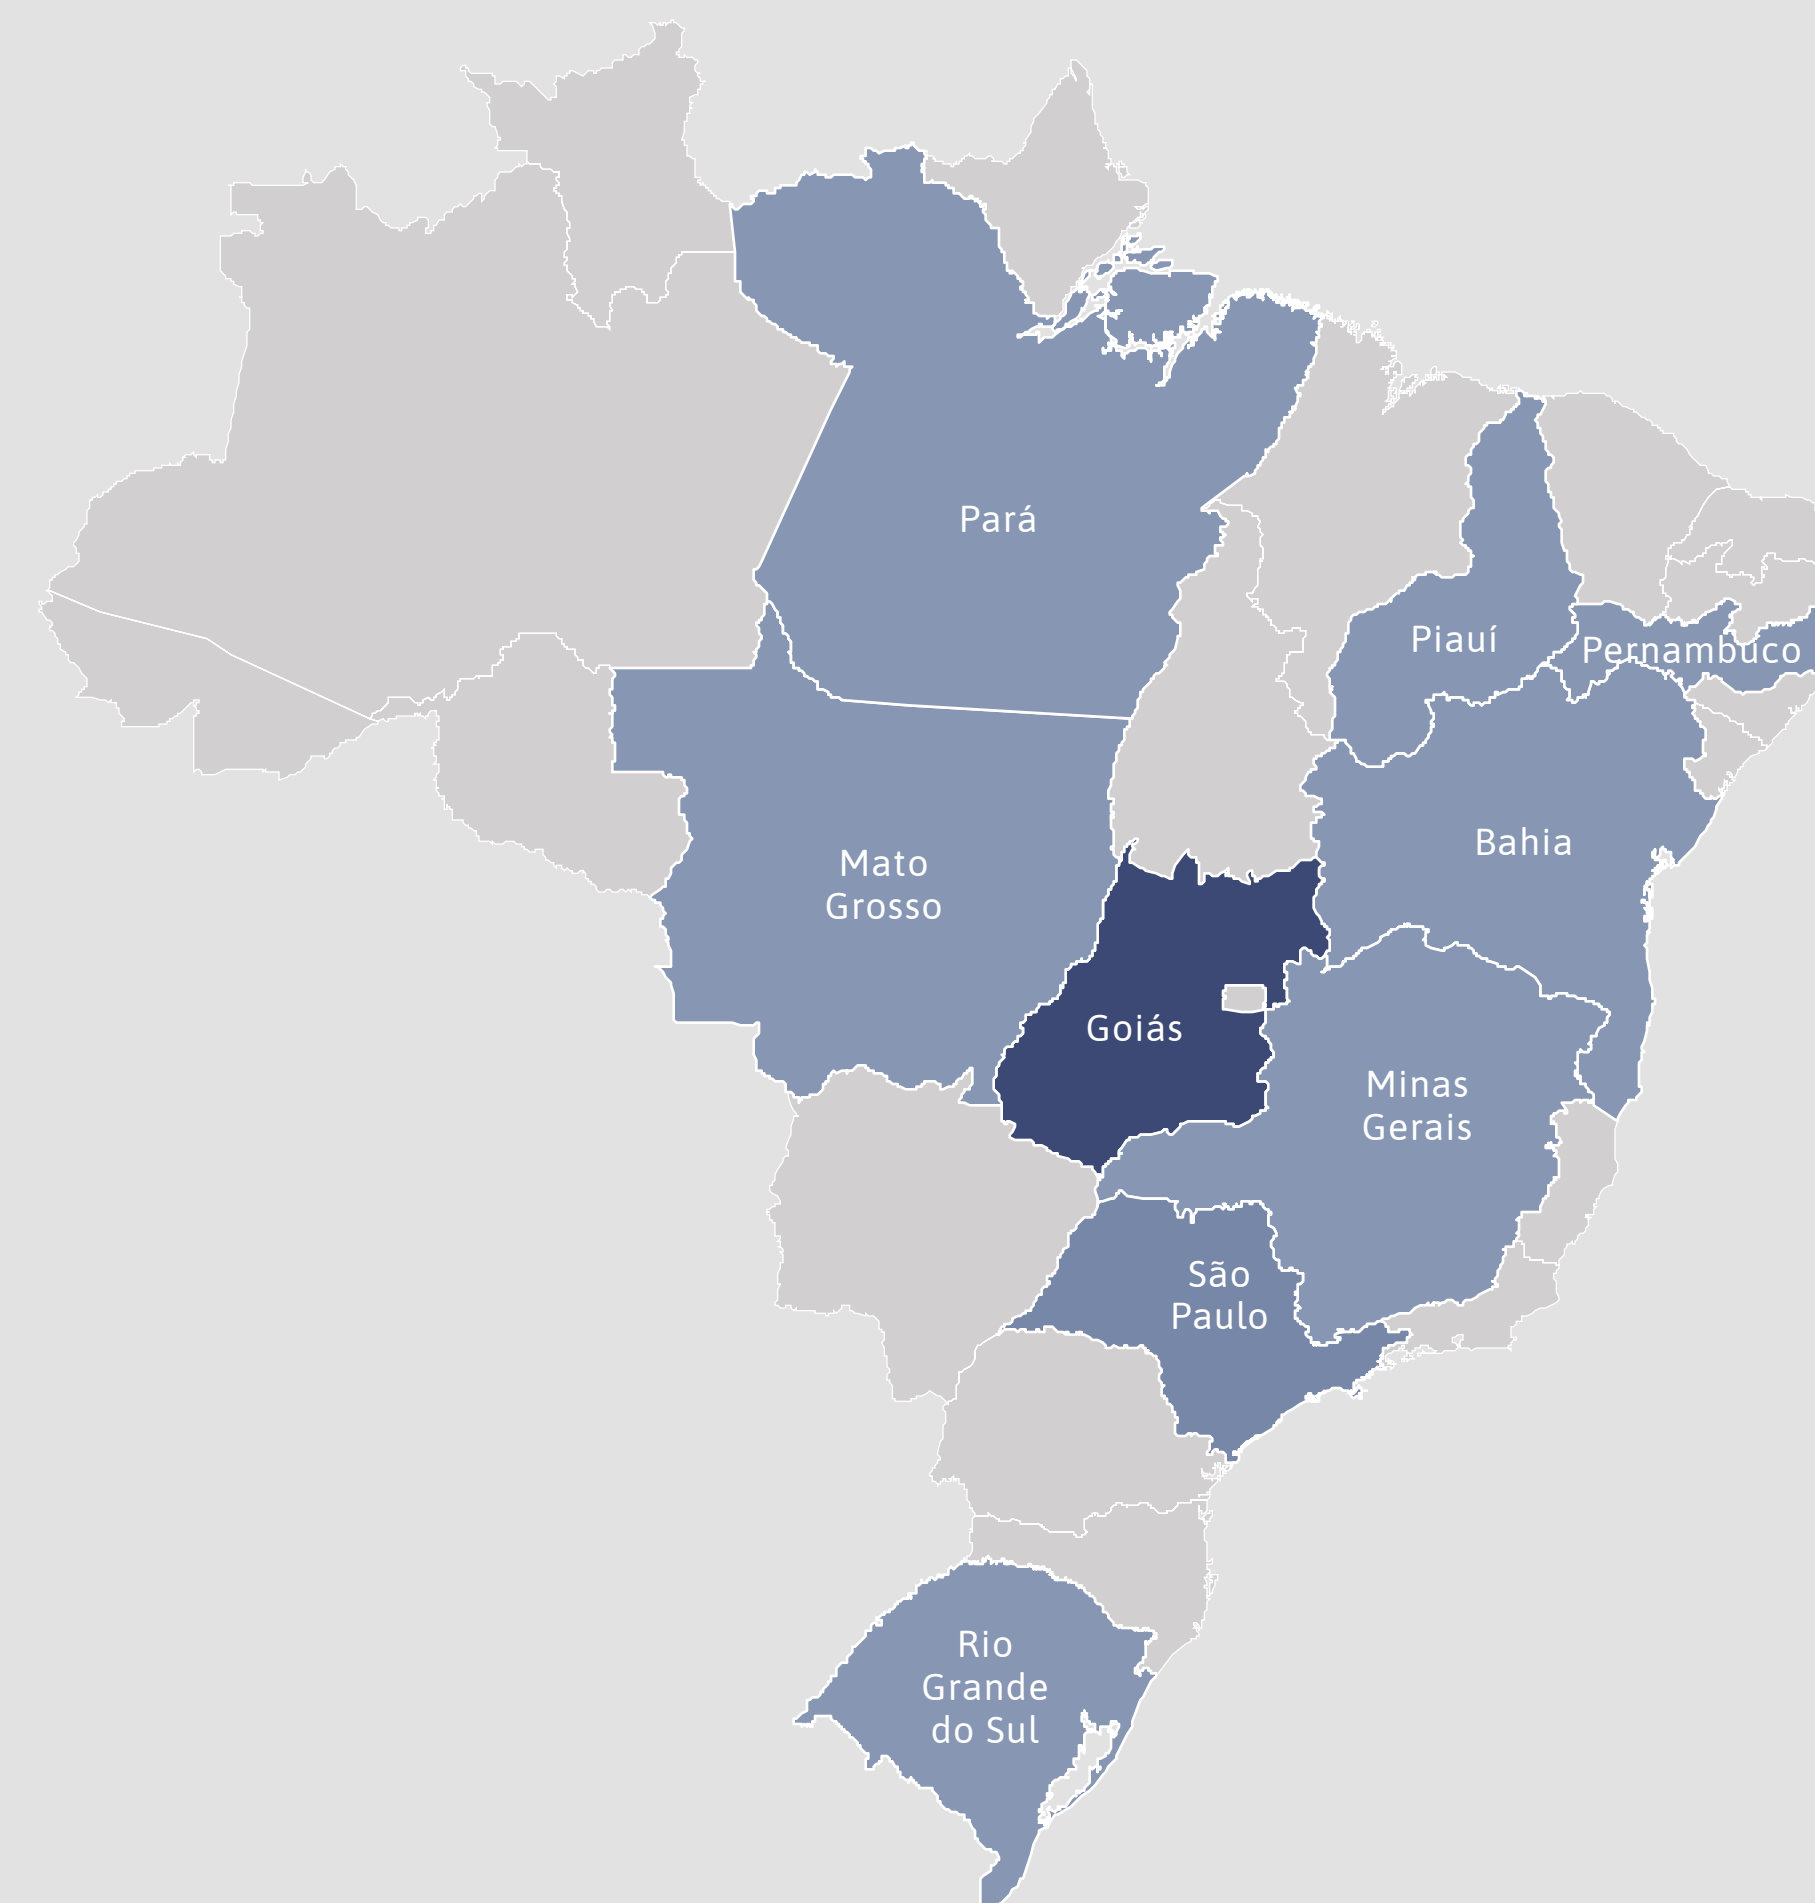 Pará
Piauí
Pernambuco
Bahia
Mato
Grosso
Goiás
Minas
Gerais
São
Paulo
Rio
Grande
do Sul